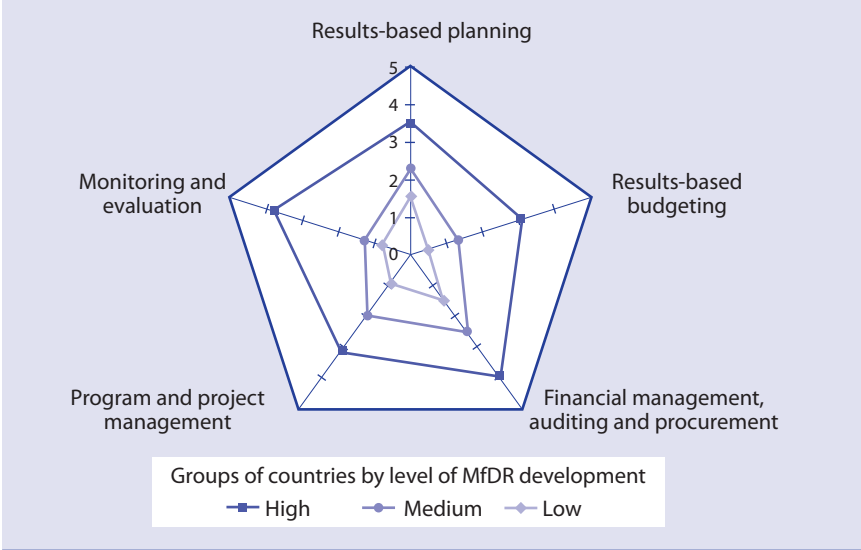 Results-based planning
5
4
3
2
1
0
Monitoring and
evaluation
Results-based
budgeting
Program and project
management
Financial management,
auditing and procurement
Groups of countries by level of MfDR development
High Medium Low